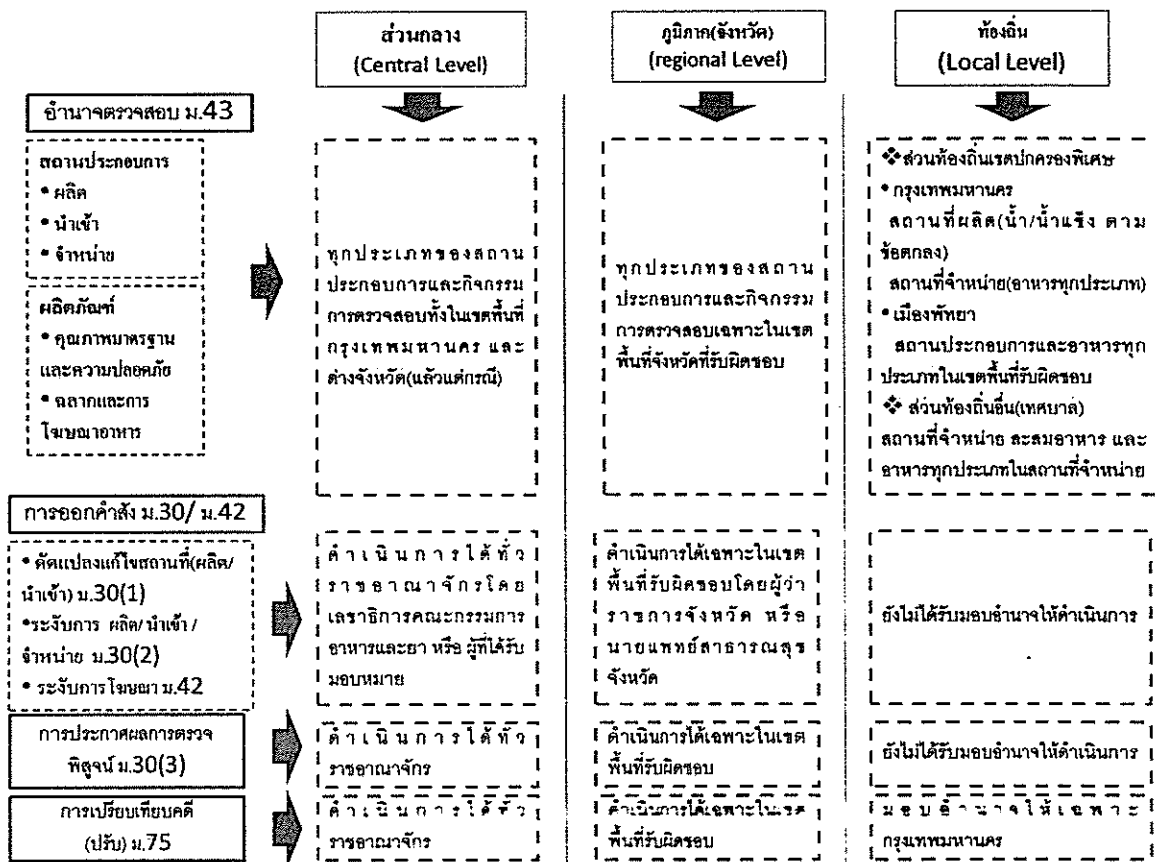 ส่วนกลาง
(Central Level)
ภูมิภาค(จังหวัด)
(regional Level)
ท้องถิ่น
(Local Level)
อำนาจตรวจสอบ ม.43
สถานประกอบการ
• ผลิต
• นำเข้า
• จำหน่าย
ผลิตภัณฑ์
• คุณภาพมาตรฐาน
และความปลอดภัย
• ฉลากและการ
โฆษณาอาหาร
ทุกประเภทของสถาน
ประกอบการและกิจกรรม
การตรวจสอบทั้งในเขตพื้นที่
กรุงเทพมหานคร และ
ต่างจังหวัด(แล้วแต่กรณี)
ทุกประเภทของสถาน
ประกอบการและกิจกรรม
การตรวจสอบเฉพาะในเขต
พื้นที่จังหวัดที่รับผิดชอบ
❖ส่วนท้องถิ่นเขตปกครองพิเศษ
• กรุงเทพมหานคร
สถานที่ผลิต(น้ำ/น้ำแข็ง ตาม
ข้อตกลง)
สถานที่จำหน่าย(อาหารทุกประเภท)
• เมืองพัทยา
สถานประกอบการและอาหารทุก
ประเภทในเขตพื้นที่รับผิดชอบ
❖ ส่วนท้องถิ่นอื่น(เทศบาล)
สถานที่จำหน่าย สะสมอาหาร และ
อาหารทุกประเภทในสถานที่จำหน่าย
การออกคำสั่ง ม.30/ ม.42
• ดัดแปลงแก้ไขสถานที่(ผลิต/
นำเข้า) ม.30(1)
•ระงับการ ผลิต/ นำเข้า /
จำหน่าย ม.30(2)
• ระงับการโฆษณา ม.42
ดำเนินการได้ทั่ว
ราชอาณาจักรโดย
เลขาธิการคณะกรรมการ
อาหารและยา หรือ ผู้ที่ได้รับ
มอบหมาย
ดำเนินการได้เฉพาะในเขต
พื้นที่รับผิดชอบโดยผู้ว่า
ราชการจังหวัด หรือ
นายแพทย์สาธารณสุข
จังหวัด
ยังไม่ได้รับมอบอำนาจให้ดำเนินการ
การประกาศผลการตรวจ
พิสูจน์ ม.30(3)
ดำเนินการได้ทั่ว
ราชอาณาจักร
ดำเนินการได้เฉพาะในเขต
พื้นที่รับผิดชอบ
ยังไม่ได้รับมอบอำนาจให้ดำเนินการ
การเปรียบเทียบคดี
(ปรับ) ม.75
ดำเนินการได้ทั่ว
ราชอาณาจักร
ดำเนินการได้เฉพาะในเขต
พื้นที่รับผิดชอบ
มอบอำนาจให้เฉพาะ
กรุงเทพมหานคร